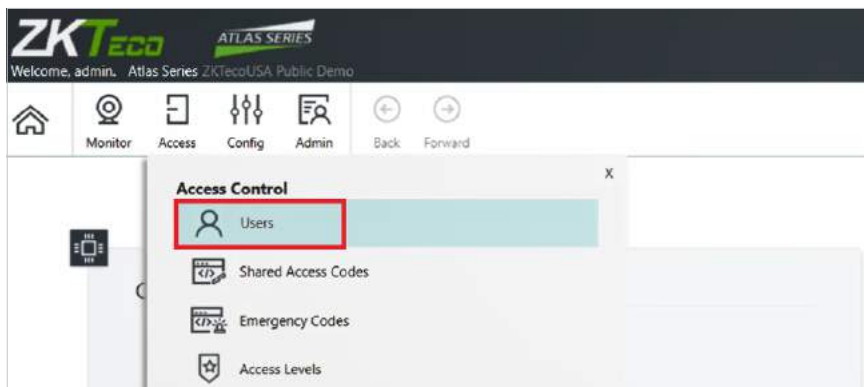 ZKTeco ATLAS SERIES
Welcome, admin. Atlas Series ZKTecoUSA Public Demo
Monitor Access Config Admin Back Forward
X
Access Control
Users
Shared Access Codes
Emergency Codes
Access Levels